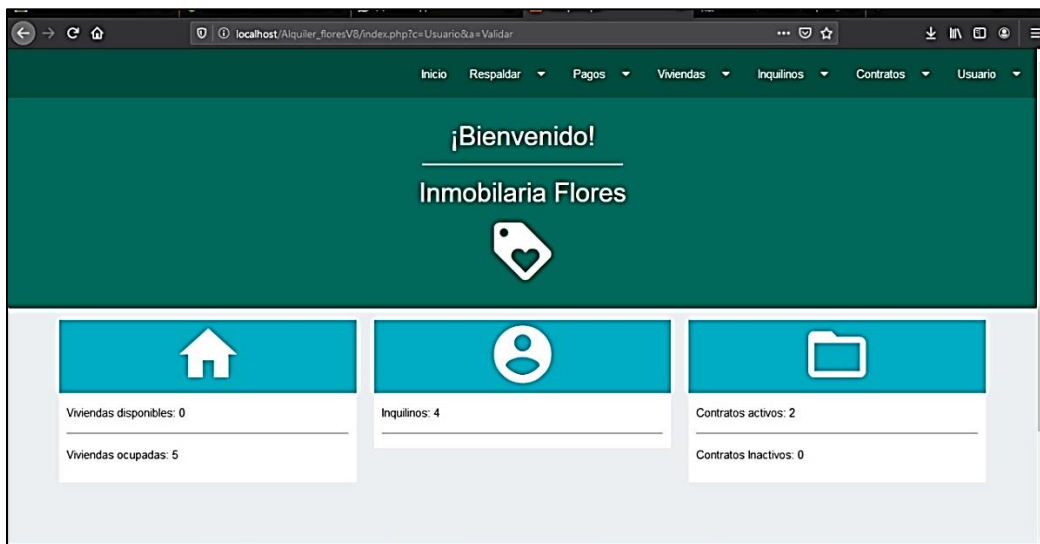 localhost/Alquiler_floresV8/index.php?c=Usuario&a=Validar
Inicio Respaldar Pagos Viviendas Inquilinos Contratos Usuario
¡Bienvenido!
Inmobilaria Flores
Viviendas disponibles: 0
Viviendas ocupadas: 5
Inquilinos: 4
Contratos activos: 2
Contratos Inactivos: 0